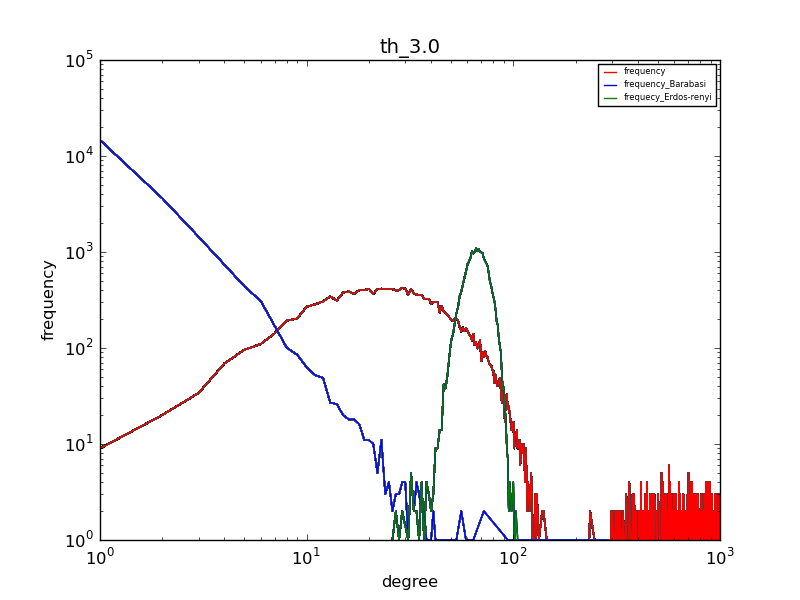 th_3.0
10^5
frequency
frequency_Barabasi
frequecy_Erdos-renyi
10^4
10^3
frequency
10^2
10^1
10^0
10^0 10^1 10^2 10^3
degree